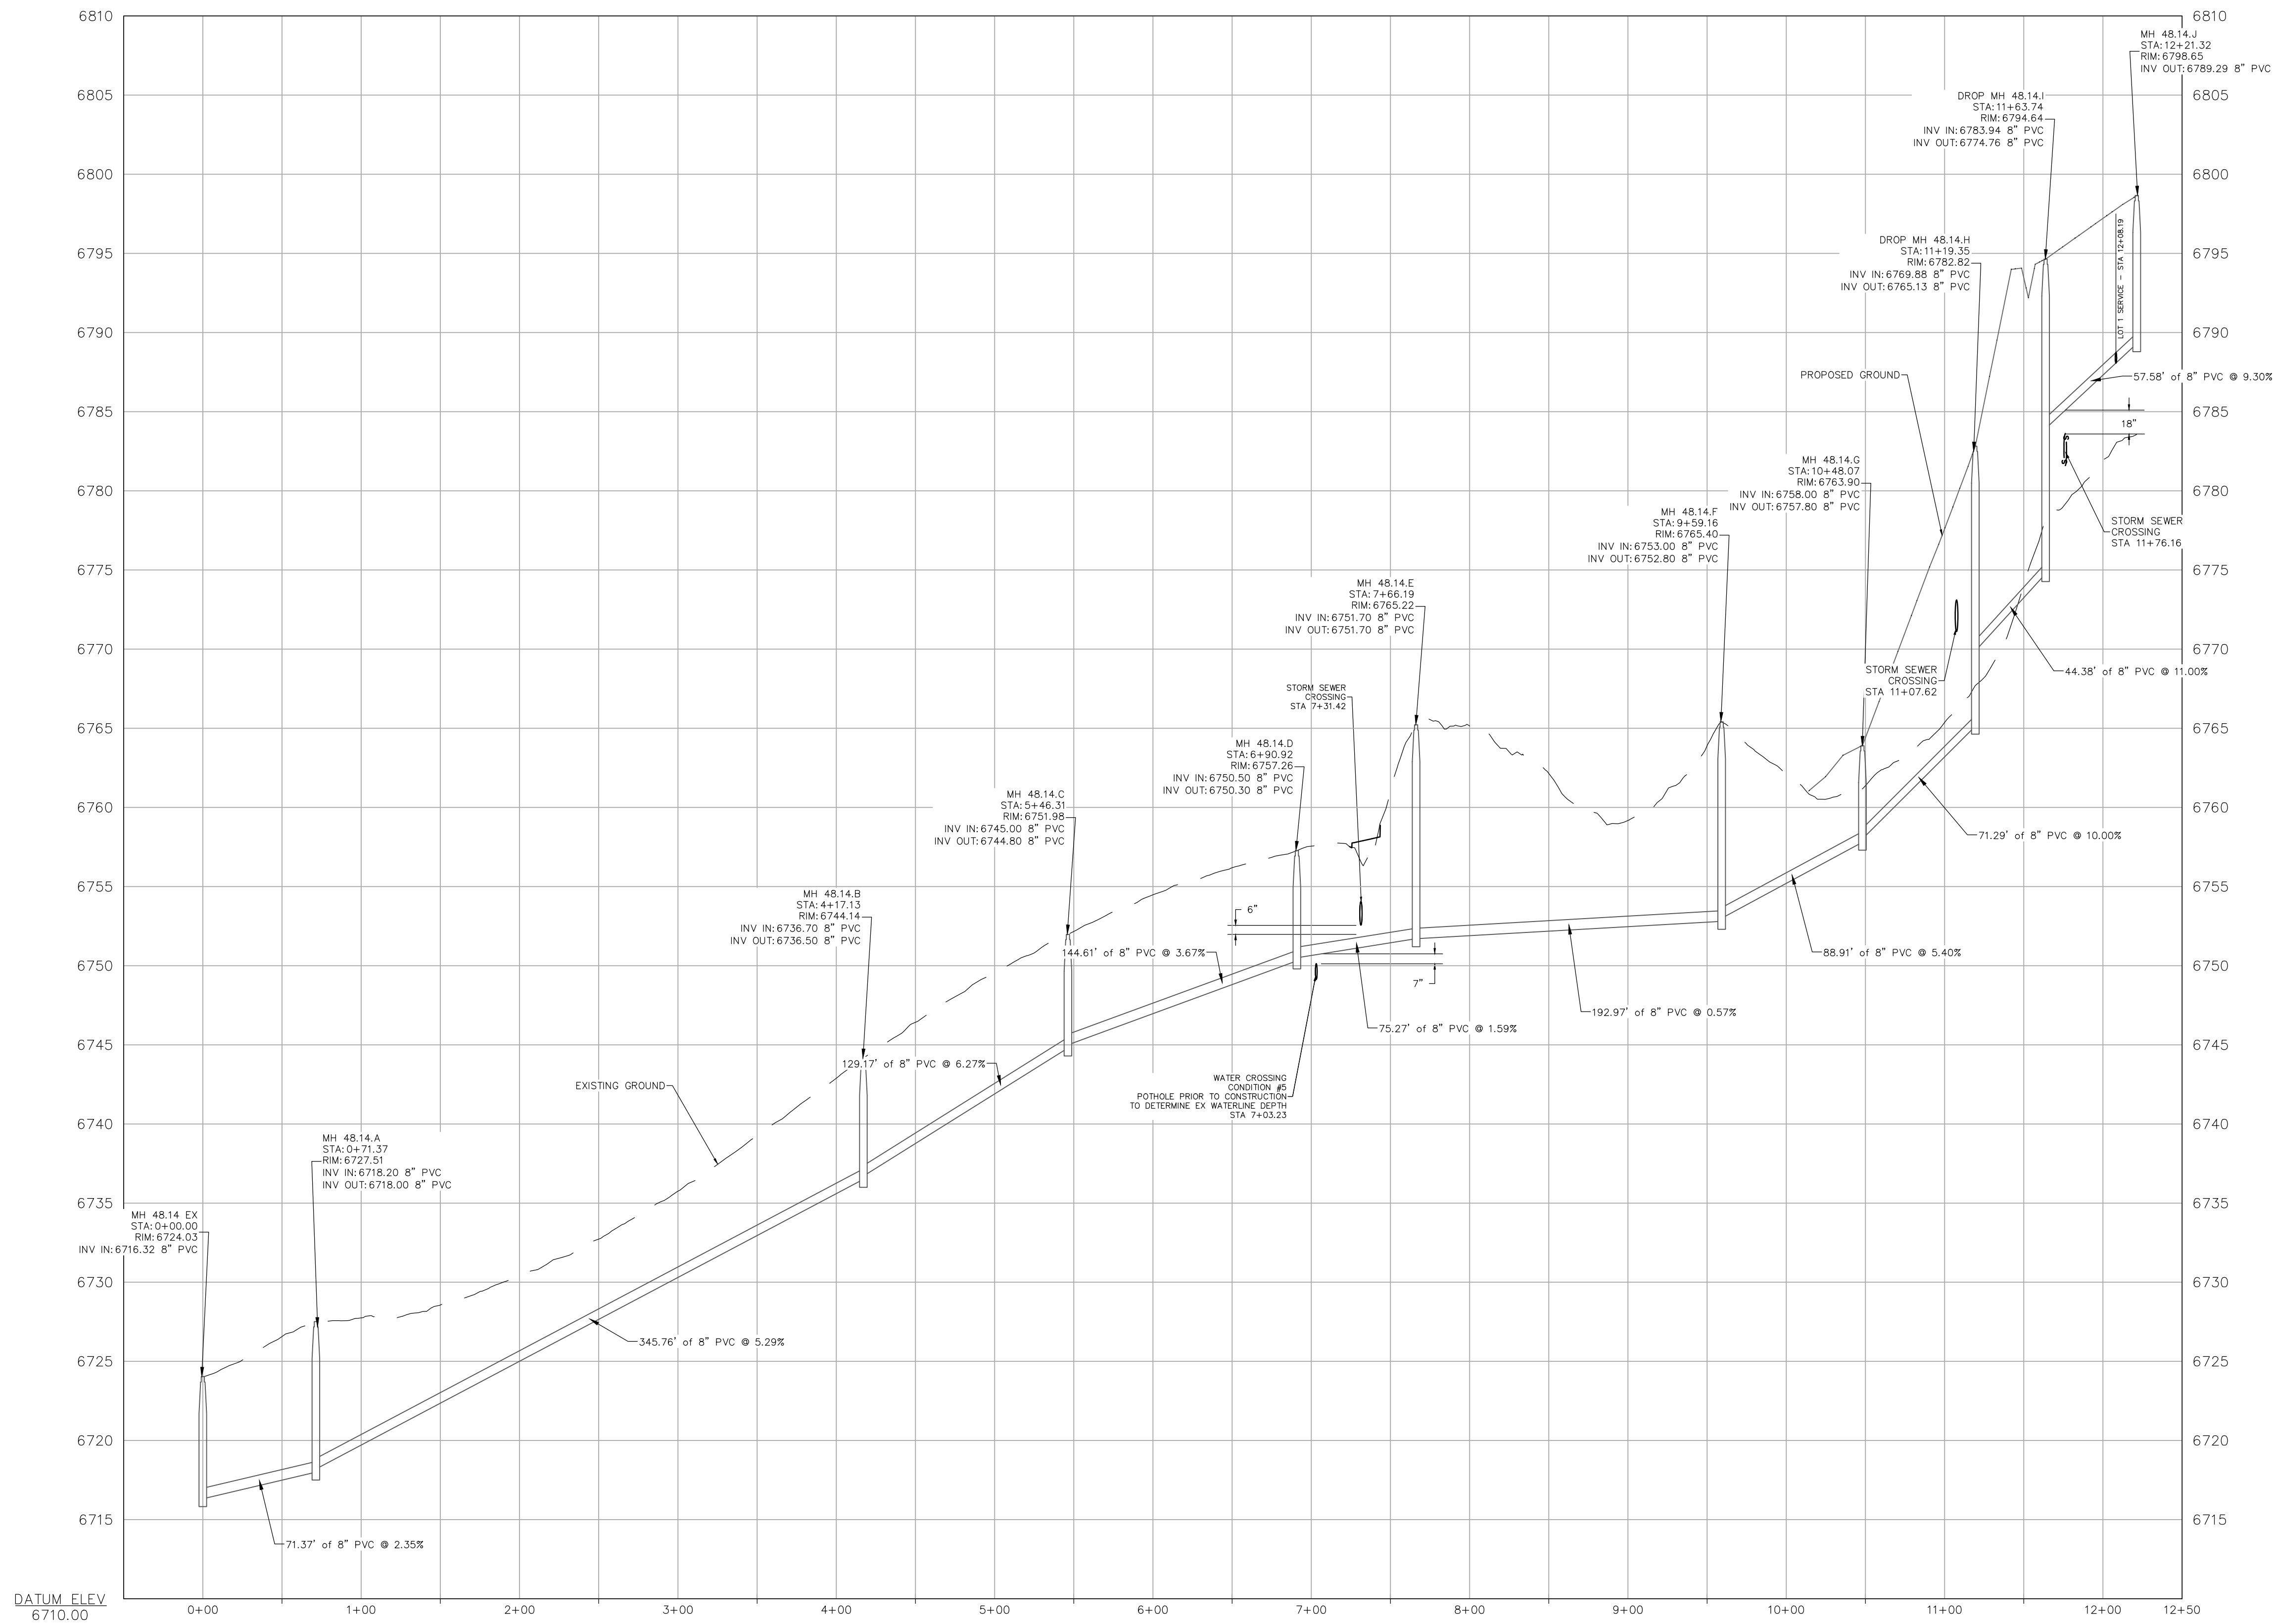 6810
6805
6800
6795
6790
6785
6780
6775
6770
6765
6760
6755
6750
6745
6740
6735
6730
6725
6720
6715
DATUM ELEV
6710.00
MH 48.14 EX
STA: 0+00.00
RIM: 6724.03
INV IN: 6716.32 8" PVC
71.37' of 8" PVC @ 2.35%
MH 48.14.A
STA: 0+71.37
RIM: 6727.51
INV IN: 6718.20 8" PVC
INV OUT: 6718.00 8" PVC
345.76' of 8" PVC @ 5.29%
EXISTING GROUND
MH 48.14.B
STA: 4+17.13
RIM: 6744.14
INV IN: 6736.70 8" PVC
INV OUT: 6736.50 8" PVC
129.17' of 8" PVC @ 6.27%
MH 48.14.C
STA: 5+46.31
RIM: 6751.98
INV IN: 6745.00 8" PVC
INV OUT: 6744.80 8" PVC
144.61' of 8" PVC @ 3.67%
MH 48.14.D
STA: 6+90.92
RIM: 6757.26
INV IN: 6750.50 8" PVC
INV OUT: 6750.30 8" PVC
6"
WATER CROSSING
CONDITION #5
POTHOLE PRIOR TO CONSTRUCTION
TO DETERMINE EX WATERLINE DEPTH
STA 7+03.23
STORM SEWER
CROSSING
STA 7+31.42
75.27' of 8" PVC @ 1.59%
7"
MH 48.14.E
STA: 7+66.19
RIM: 6765.22
INV IN: 6751.70 8" PVC
INV OUT: 6751.70 8" PVC
192.97' of 8" PVC @ 0.57%
MH 48.14.F
STA: 9+59.16
RIM: 6765.40
INV IN: 6753.00 8" PVC
INV OUT: 6752.80 8" PVC
88.91' of 8" PVC @ 5.40%
MH 48.14.G
STA: 10+48.07
RIM: 6763.90
INV IN: 6758.00 8" PVC
INV OUT: 6757.80 8" PVC
71.29' of 8" PVC @ 10.00%
PROPOSED GROUND
STORM SEWER
CROSSING
STA 11+07.62
DROP MH 48.14.H
STA: 11+19.35
RIM: 6782.82
INV IN: 6769.88 8" PVC
INV OUT: 6765.13 8" PVC
44.38' of 8" PVC @ 11.00%
DROP MH 48.14.I
STA: 11+63.74
RIM: 6794.64
INV IN: 6783.94 8" PVC
INV OUT: 6774.76 8" PVC
STORM SEWER
CROSSING
STA 11+76.16
S S
18"
57.58' of 8" PVC @ 9.30%
LOT 1 SERVICE - STA 12+08.19
MH 48.14.J
STA: 12+21.32
RIM: 6798.65
INV OUT: 6789.29 8" PVC
6810
6805
6800
6795
6790
6785
6780
6775
6770
6765
6760
6755
6750
6745
6740
6735
6730
6725
6720
6715
0+00 1+00 2+00 3+00 4+00 5+00 6+00 7+00 8+00 9+00 10+00 11+00 12+00 12+50